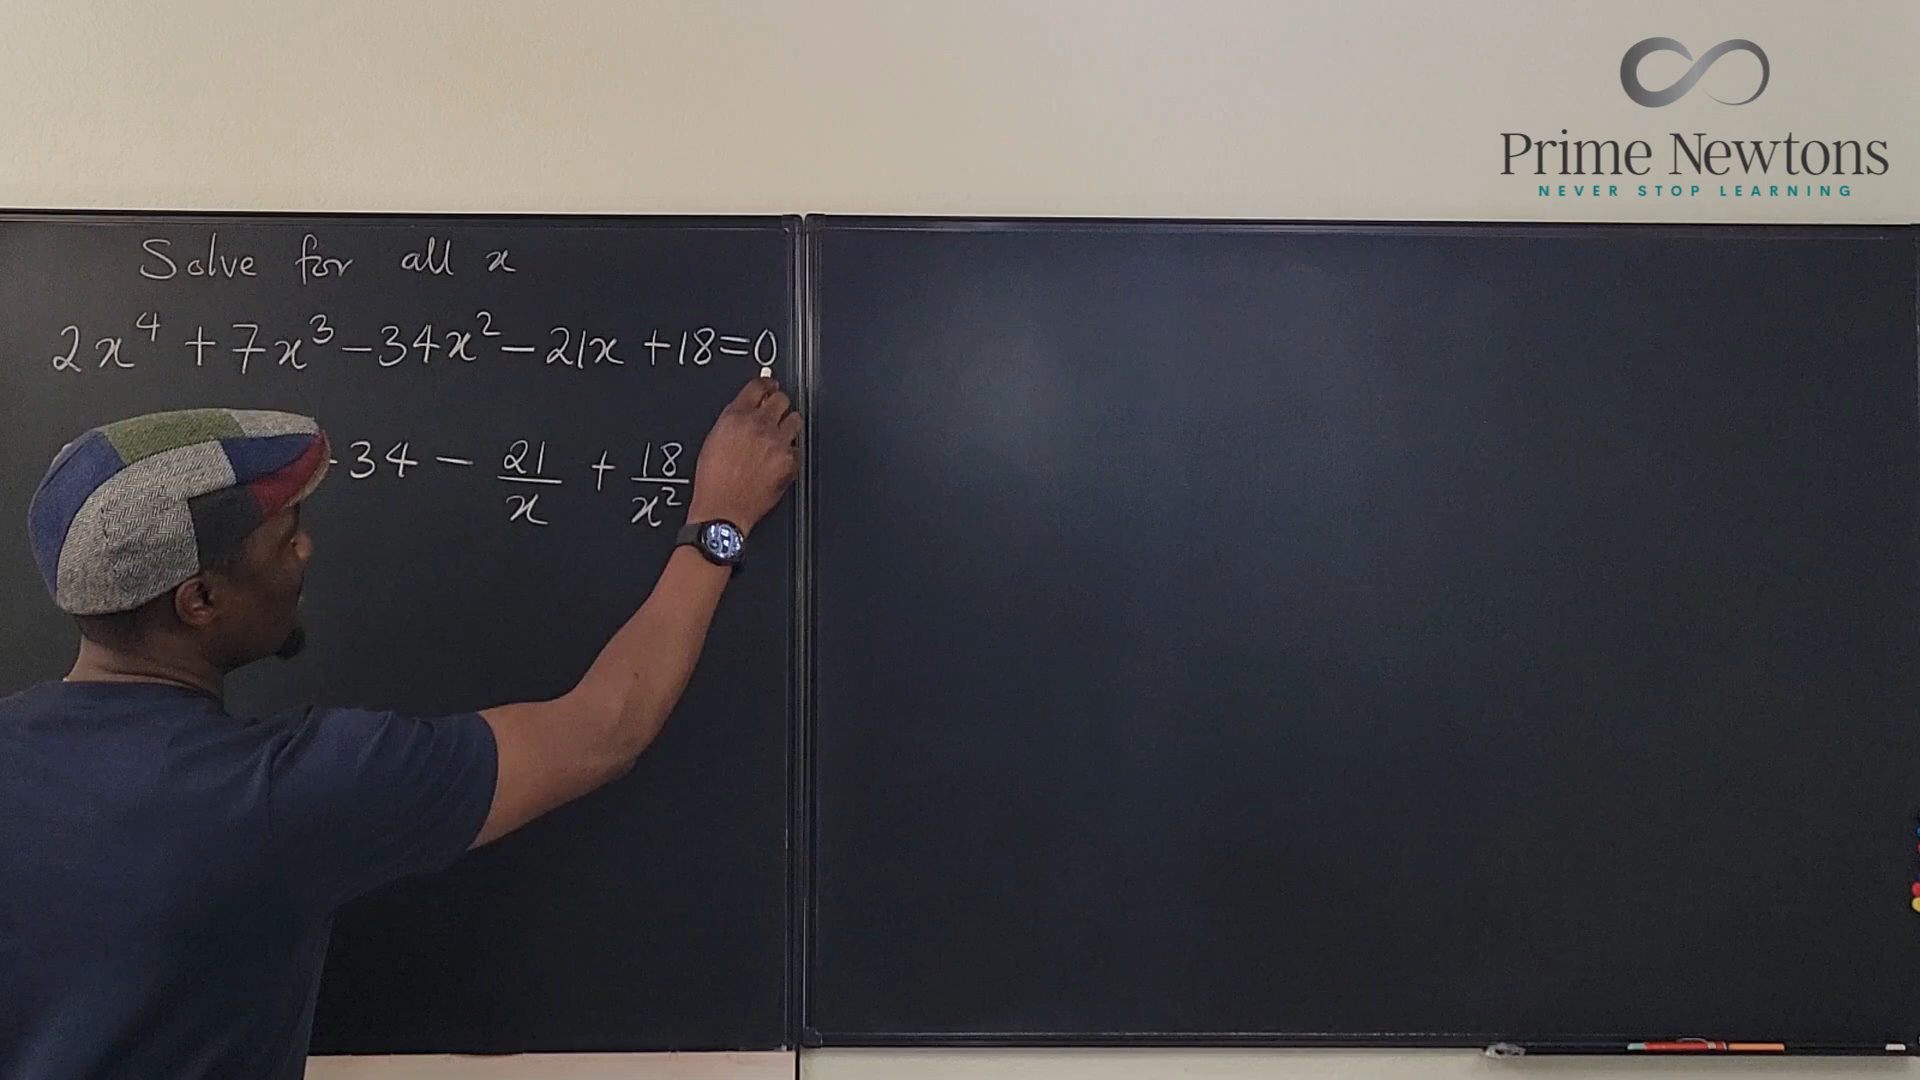 Prime Newtons
NEVER STOP LEARNING
Solve for all x
2x⁴ + 7x³ - 34x² - 21x + 18 = 0
- 34 - 21/x + 18/x²